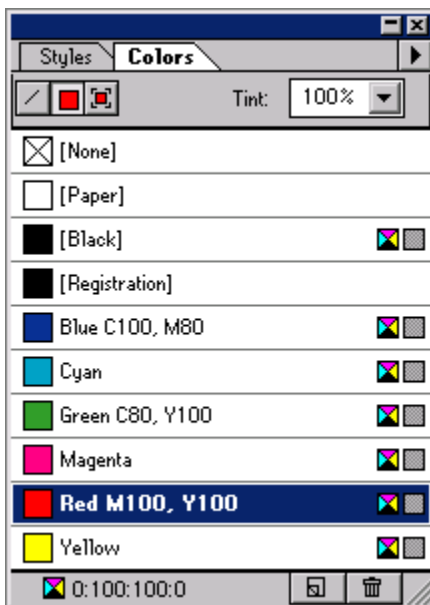 Styles Colors
Tint: 100%
[None]
[Paper]
[Black]
[Registration]
Blue C100, M80
Cyan
Green C80, Y100
Magenta
Red M100, Y100
Yellow
0:100:100:0